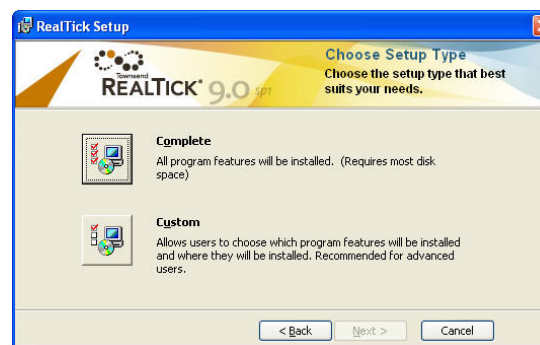 RealTick Setup
Townsend
REALTICK® 9.0 sp1
Choose Setup Type
Choose the setup type that best
suits your needs.
Complete
All program features will be installed. (Requires most disk
space)
Custom
Allows users to choose which program features will be installed
and where they will be installed. Recommended for advanced
users.
< Back
Next >
Cancel